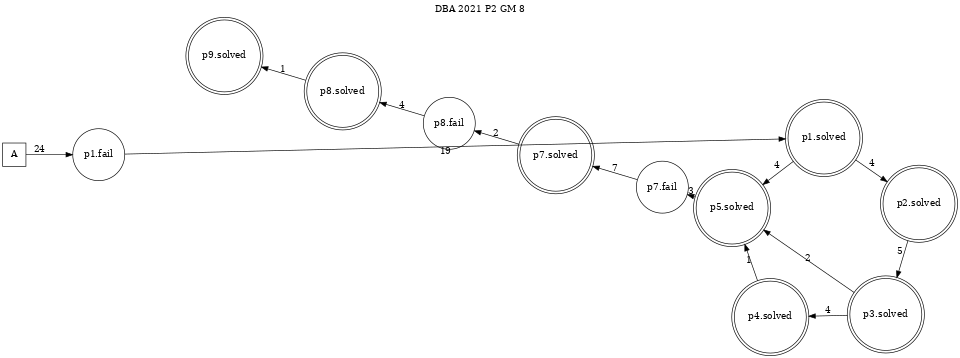 DBA 2021 P2 GM 8
p9.solved
1
p8.solved
4
p8.fail
2
p1.solved
A
24
p1.fail
19
p7.solved
7
p7.fail
3
p5.solved
4
4
p2.solved
5
2
1
p4.solved
4
p3.solved